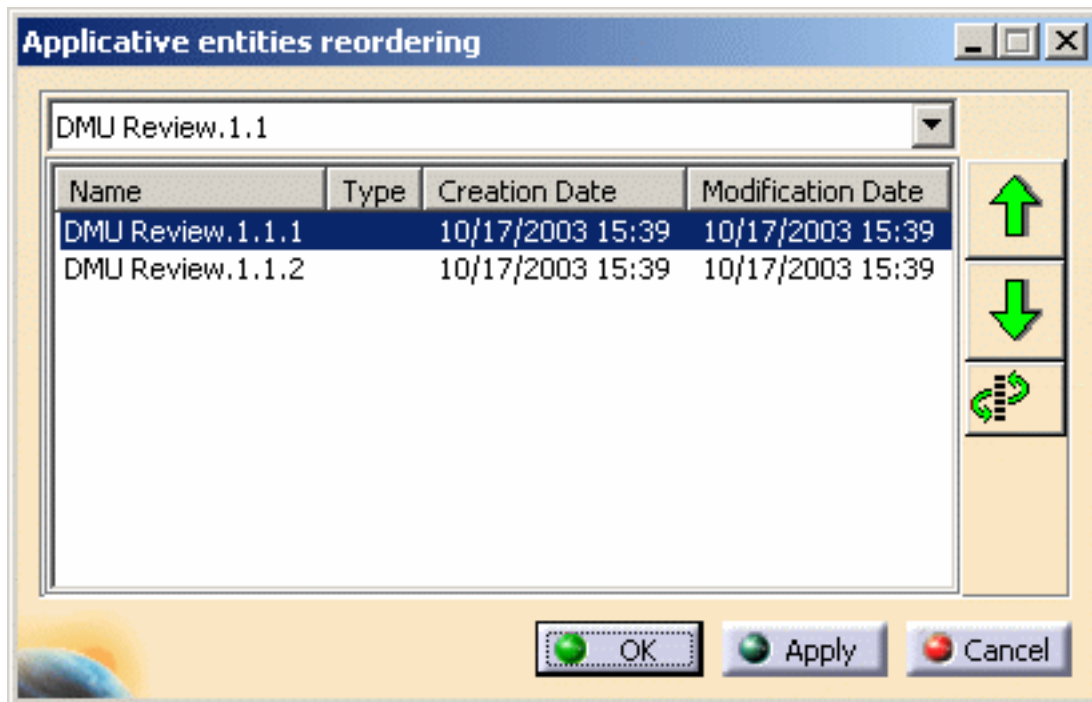 Applicative entities reordering
DMU Review.1.1
Name Type Creation Date Modification Date
DMU Review.1.1.1 10/17/2003 15:39 10/17/2003 15:39
DMU Review.1.1.2 10/17/2003 15:39 10/17/2003 15:39
OK Apply Cancel